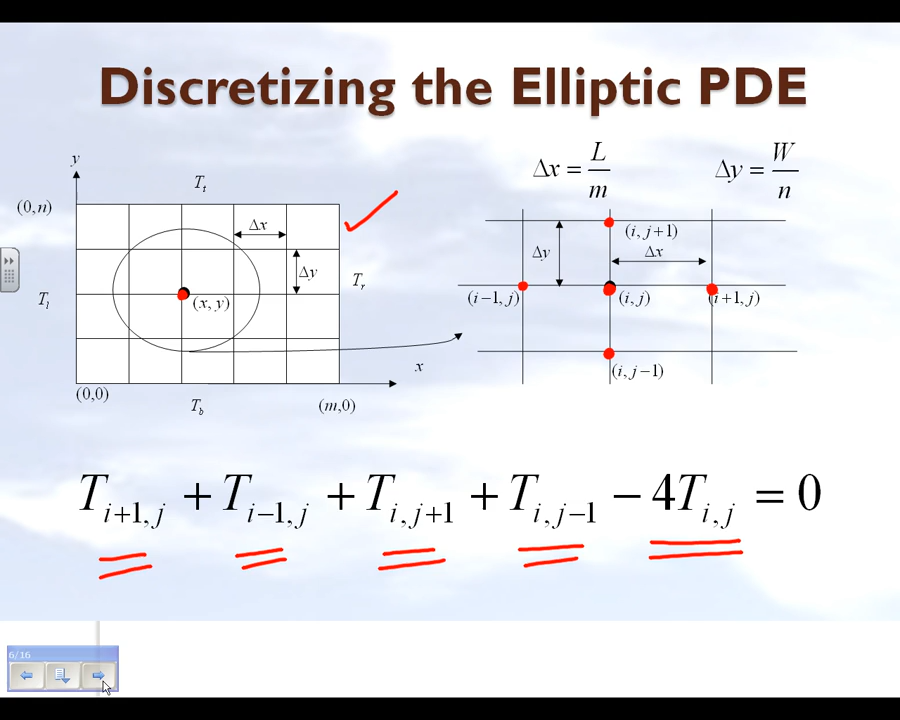 Discretizing the Elliptic PDE
y
T_t
(0,n)
Δx
Δy
T_l
T_r
(x, y)
x
(0,0)
T_b
(m,0)
Δx = L/m
Δy = W/n
(i, j+1)
Δy
Δx
(i−1, j)
(i, j)
(i+1, j)
(i, j−1)
T_{i+1,j} + T_{i−1,j} + T_{i,j+1} + T_{i,j−1} − 4T_{i,j} = 0
6/16